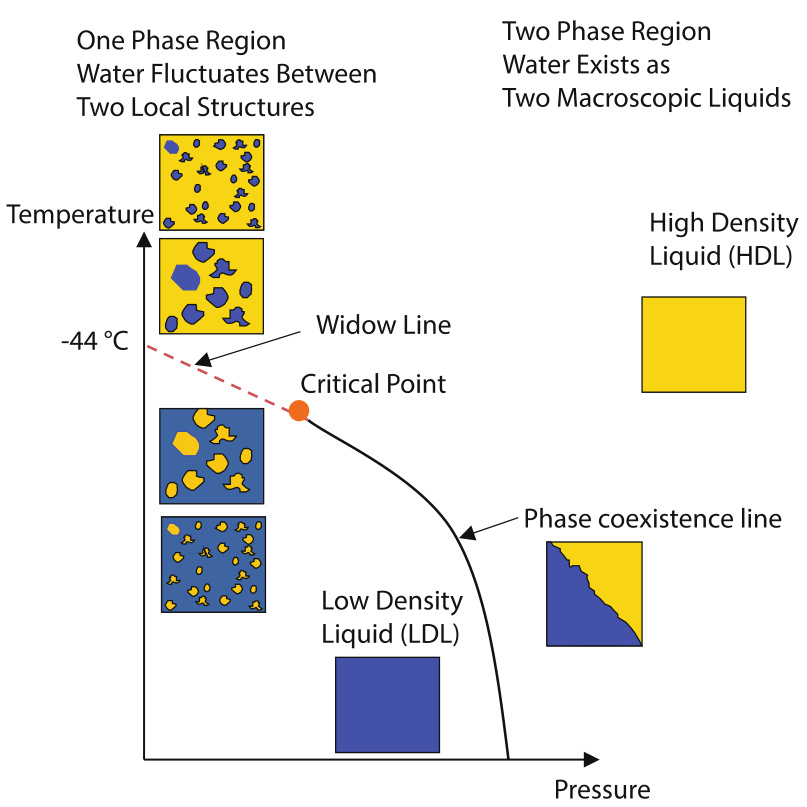 One Phase Region
Water Fluctuates Between
Two Local Structures
Two Phase Region
Water Exists as
Two Macroscopic Liquids
Temperature
High Density
Liquid (HDL)
-44 °C
Widow Line
Critical Point
Phase coexistence line
Low Density
Liquid (LDL)
Pressure